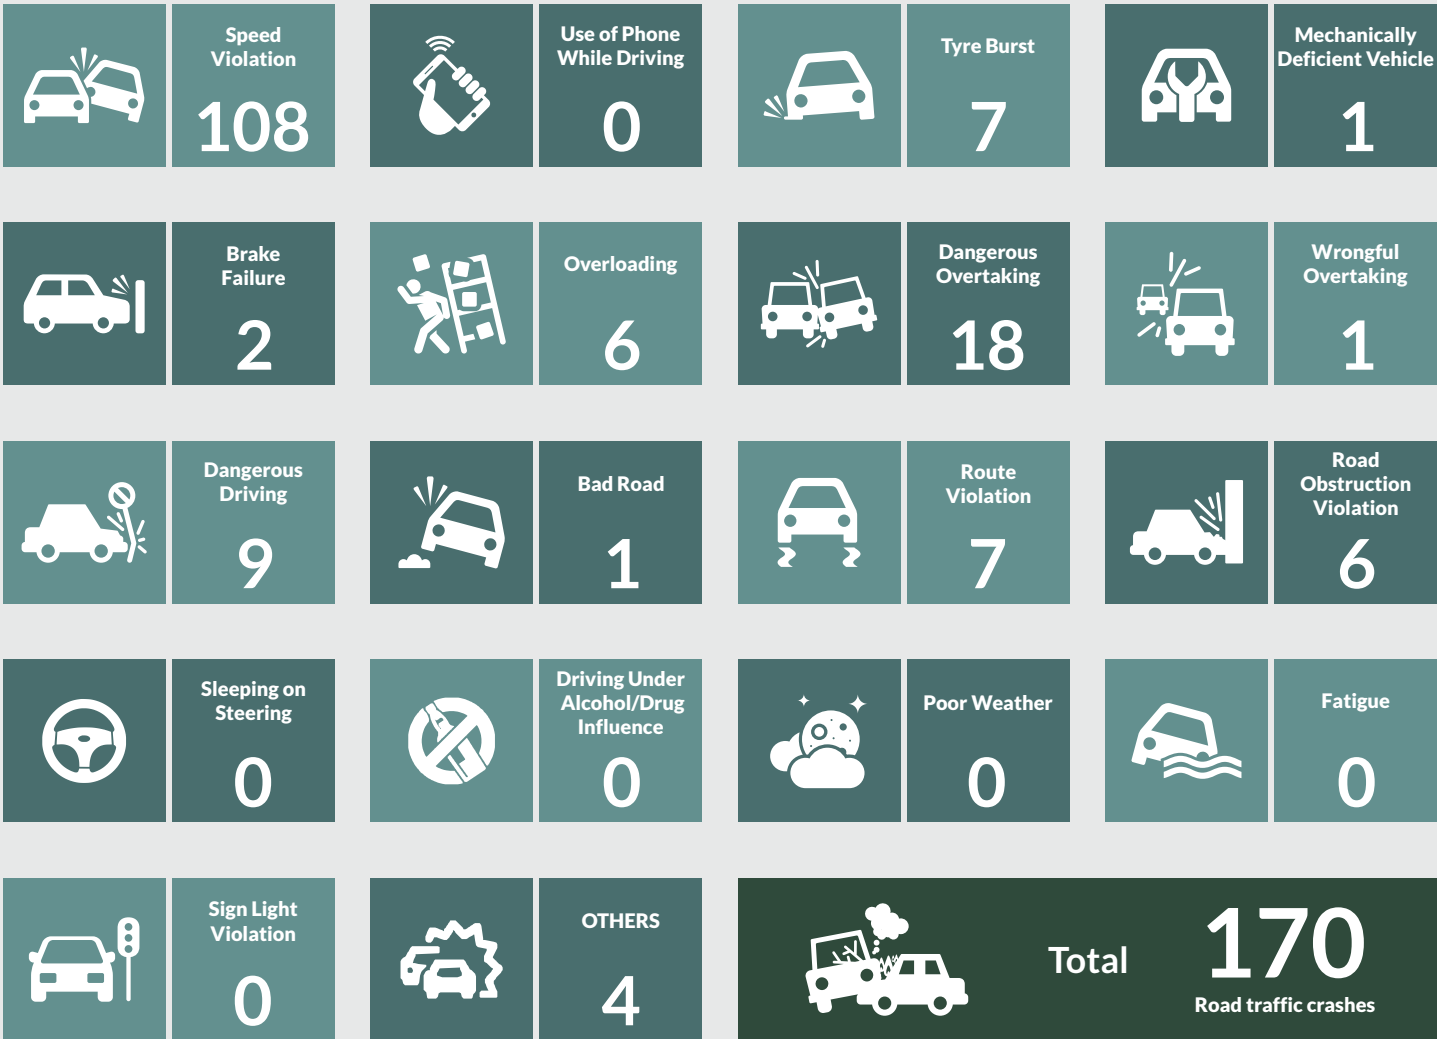 Speed
Violation
108
Use of Phone
While Driving
0
Tyre Burst
7
Mechanically
Deficient Vehicle
1
Brake
Failure
2
Overloading
6
Dangerous
Overtaking
18
Wrongful
Overtaking
1
Dangerous
Driving
9
Bad Road
1
Route
Violation
7
Road
Obstruction
Violation
6
Sleeping on
Steering
0
Driving Under
Alcohol/Drug
Influence
0
Poor Weather
0
Fatigue
0
Sign Light
Violation
0
OTHERS
4
Total
170
Road traffic crashes